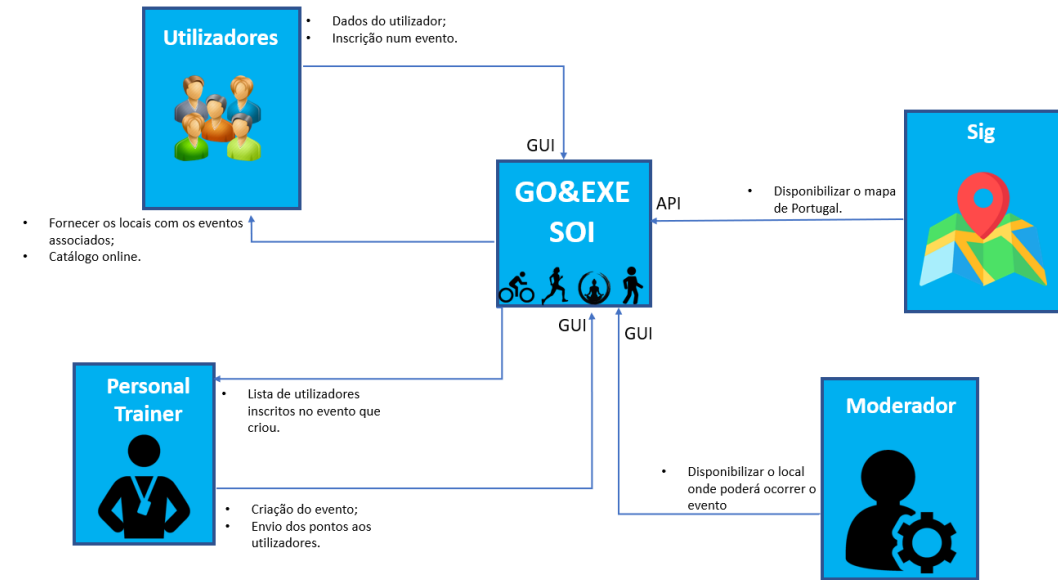 Utilizadores
• Dados do utilizador;
• Inscrição num evento.
GUI
Sig
• Disponibilizar o mapa
de Portugal.
API
GO&EXE
SOI
• Fornecer os locais com os eventos
associados;
• Catálogo online.
GUI
GUI
Personal
Trainer
• Lista de utilizadores
inscritos no evento que
criou.
Moderador
• Disponibilizar o local
onde poderá ocorrer o
evento
• Criação do evento;
• Envio dos pontos aos
utilizadores.